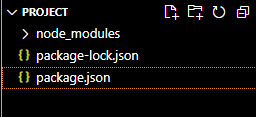 PROJECT
node_modules
{} package-lock.json
{} package.json